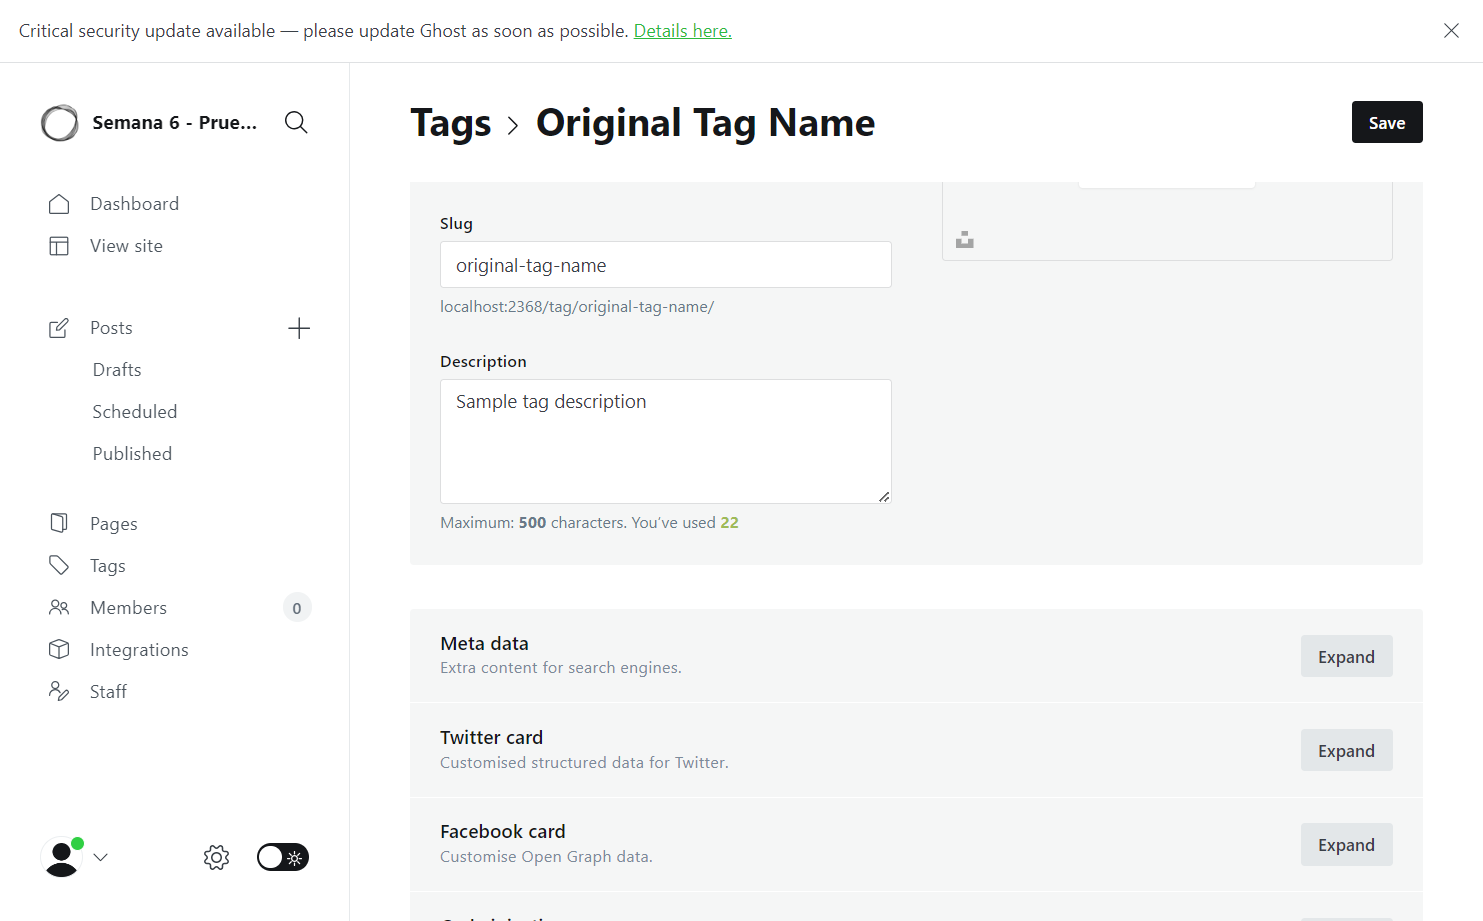 Critical security update available — please update Ghost as soon as possible. Details here.
Semana 6 - Prue...
Dashboard
View site
Posts
Drafts
Scheduled
Published
Pages
Tags
Members 0
Integrations
Staff
Tags > Original Tag Name
Save
Slug
original-tag-name
localhost:2368/tag/original-tag-name/
Description
Sample tag description
Maximum: 500 characters. You’ve used 22
Meta data
Extra content for search engines.
Expand
Twitter card
Customised structured data for Twitter.
Expand
Facebook card
Customise Open Graph data.
Expand